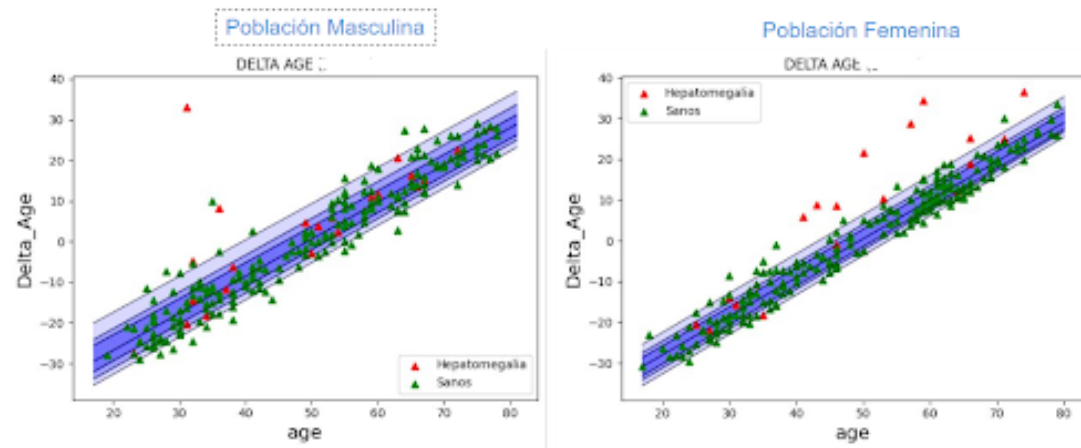 Población Masculina
Población Femenina
DELTA AGE
40
30
20
10
0
−10
−20
−30
Delta_Age
20
30
40
50
60
70
80
age
Hepatomegalia
Sanos
DELTA AGE
40
30
20
10
0
−10
−20
−30
Delta_Age
20
30
40
50
60
70
80
age
Hepatomegalia
Sanos